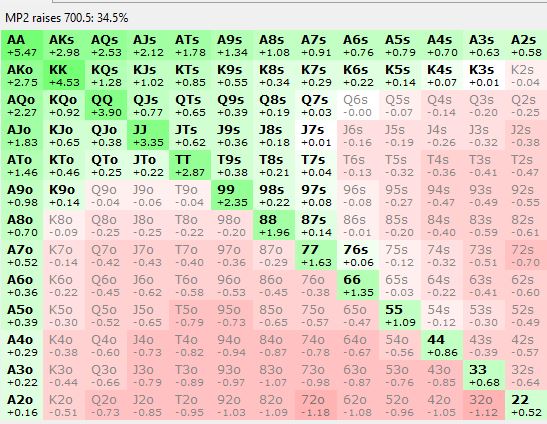 MP2 raises 700.5: 34.5%
AA AKs AQs AJs ATs A9s A8s A7s A6s A5s A4s A3s A2s
+5.47 +2.98 +2.53 +2.12 +1.78 +1.34 +1.08 +0.91 +0.76 +0.79 +0.70 +0.63 +0.58
AKo KK KQs KJs KTs K9s K8s K7s K6s K5s K4s K3s K2s
+2.75 +4.53 +1.28 +1.02 +0.85 +0.55 +0.34 +0.29 +0.22 +0.14 +0.07 +0.01 -0.04
AQo KQo QQ QJs QTs Q9s Q8s Q7s Q6s Q5s Q4s Q3s Q2s
+2.27 +0.92 +3.90 +0.77 +0.65 +0.39 +0.19 +0.03 -0.00 -0.07 -0.14 -0.20 -0.25
AJo KJo QJo JJ JTs J9s J8s J7s J6s J5s J4s J3s J2s
+1.83 +0.65 +0.38 +3.35 +0.62 +0.36 +0.18 +0.01 -0.16 -0.19 -0.26 -0.32 -0.38
ATo KTo QTo JTo TT T9s T8s T7s T6s T5s T4s T3s T2s
+1.46 +0.46 +0.25 +0.22 +2.87 +0.38 +0.21 +0.04 -0.13 -0.32 -0.36 -0.41 -0.47
A9o K9o Q9o J9o T9o 99 98s 97s 96s 95s 94s 93s 92s
+0.98 +0.14 -0.04 -0.06 -0.04 +2.35 +0.22 +0.08 -0.08 -0.27 -0.47 -0.49 -0.55
A8o K8o Q8o J8o T8o 98o 88 87s 86s 85s 84s 83s 82s
+0.70 -0.09 -0.25 -0.25 -0.22 -0.20 +1.96 +0.14 -0.01 -0.20 -0.40 -0.59 -0.61
A7o K7o Q7o J7o T7o 97o 87o 77 76s 75s 74s 73s 72s
+0.52 -0.14 -0.42 -0.43 -0.40 -0.36 -0.29 +1.63 +0.06 -0.12 -0.32 -0.51 -0.70
A6o K6o Q6o J6o T6o 96o 86o 76o 66 65s 64s 63s 62s
+0.36 -0.22 -0.45 -0.62 -0.58 -0.53 -0.45 -0.38 +1.35 -0.03 -0.22 -0.41 -0.60
A5o K5o Q5o J5o T5o 95o 85o 75o 65o 55 54s 53s 52s
+0.39 -0.30 -0.52 -0.65 -0.79 -0.73 -0.65 -0.57 -0.47 +1.09 -0.12 -0.30 -0.49
A4o K4o Q4o J4o T4o 94o 84o 74o 64o 54o 44 43s 42s
+0.29 -0.38 -0.60 -0.73 -0.82 -0.94 -0.87 -0.78 -0.67 -0.56 +0.86 -0.39 -0.57
A3o K3o Q3o J3o T3o 93o 83o 73o 63o 53o 43o 33 32s
+0.22 -0.44 -0.66 -0.79 -0.89 -0.97 -1.07 -0.98 -0.87 -0.76 -0.85 +0.68 -0.64
A2o K2o Q2o J2o T2o 92o 82o 72o 62o 52o 42o 32o 22
+0.16 -0.51 -0.73 -0.85 -0.95 -1.03 -1.09 -1.18 -1.08 -0.96 -1.05 -1.12 +0.52